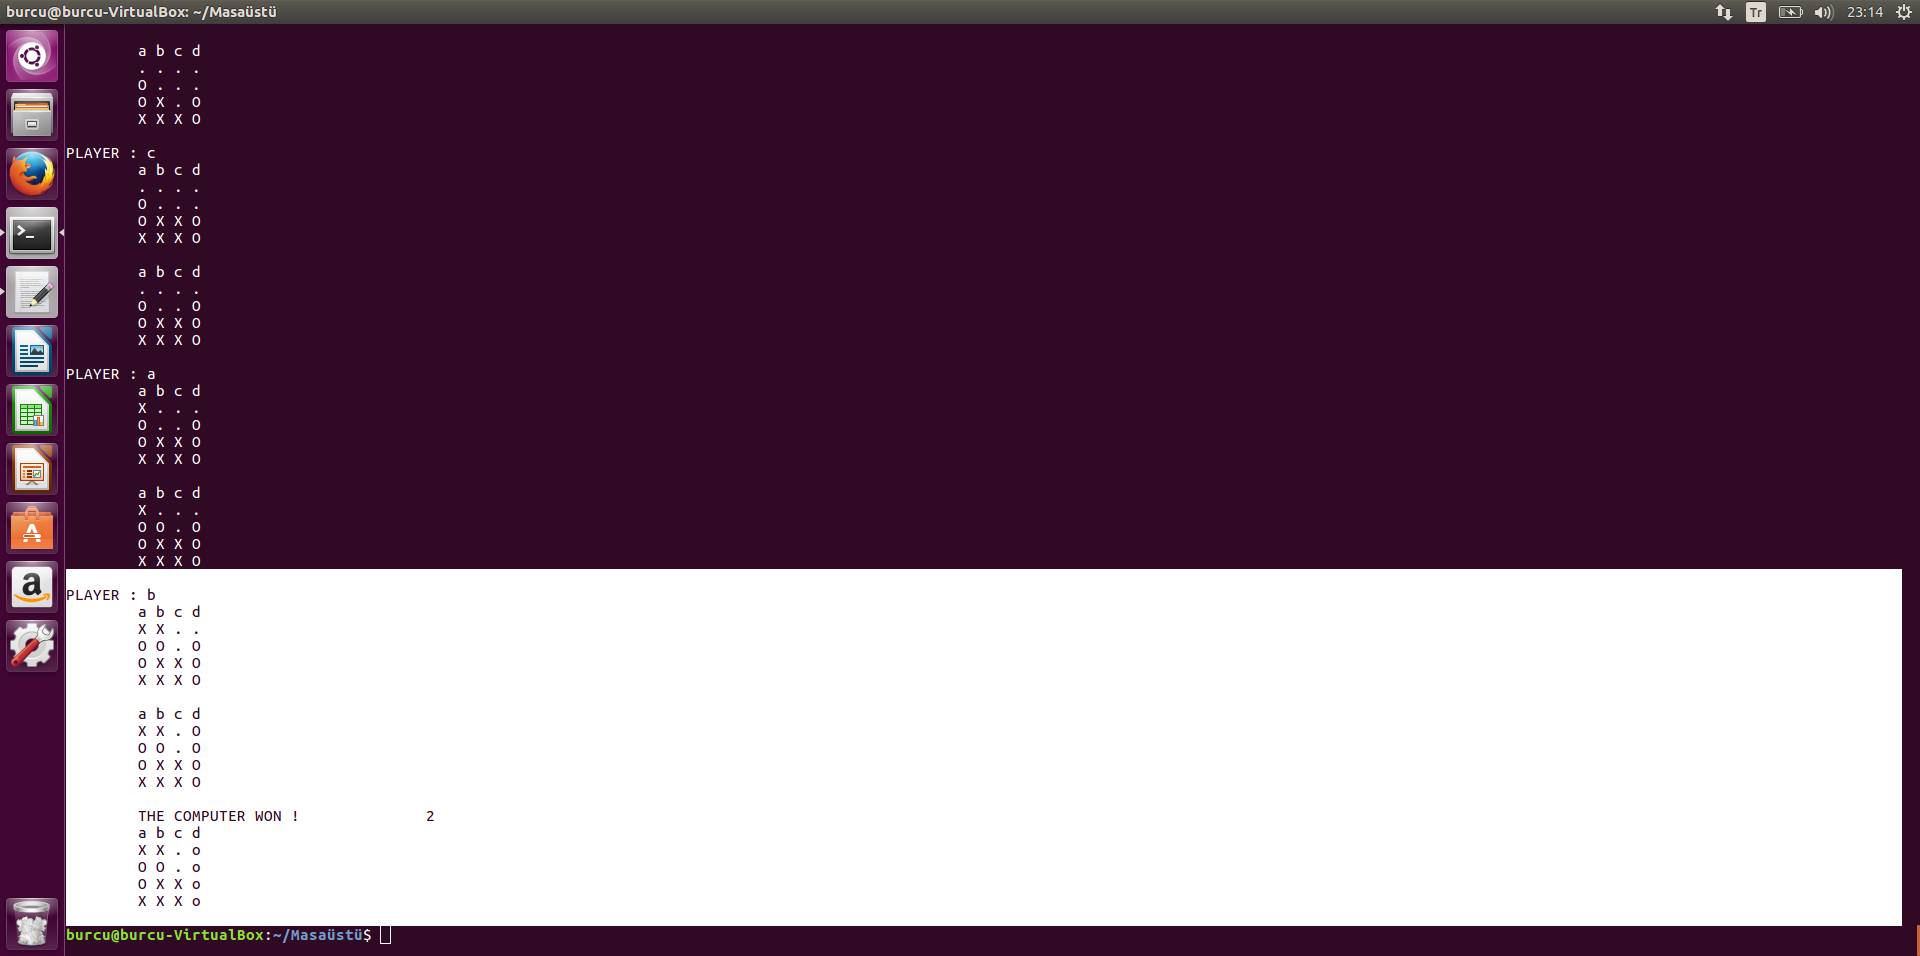 burcu@burcu-VirtualBox: ~/Masaüstü
Tr
23:14
a b c d
. . . .
O . . .
O X . O
X X X O
PLAYER : c
a b c d
. . . .
O . . .
O X X O
X X X O
a b c d
. . . .
O . . O
O X X O
X X X O
PLAYER : a
a b c d
X . . .
O . . O
O X X O
X X X O
a b c d
X . . .
O O . O
O X X O
X X X O
PLAYER : b
a b c d
X X . .
O O . O
O X X O
X X X O
a b c d
X X . O
O O . O
O X X O
X X X O
THE COMPUTER WON ! 2
a b c d
X X . o
O O . o
O X X o
X X X o
burcu@burcu-VirtualBox:~/Masaüstü$